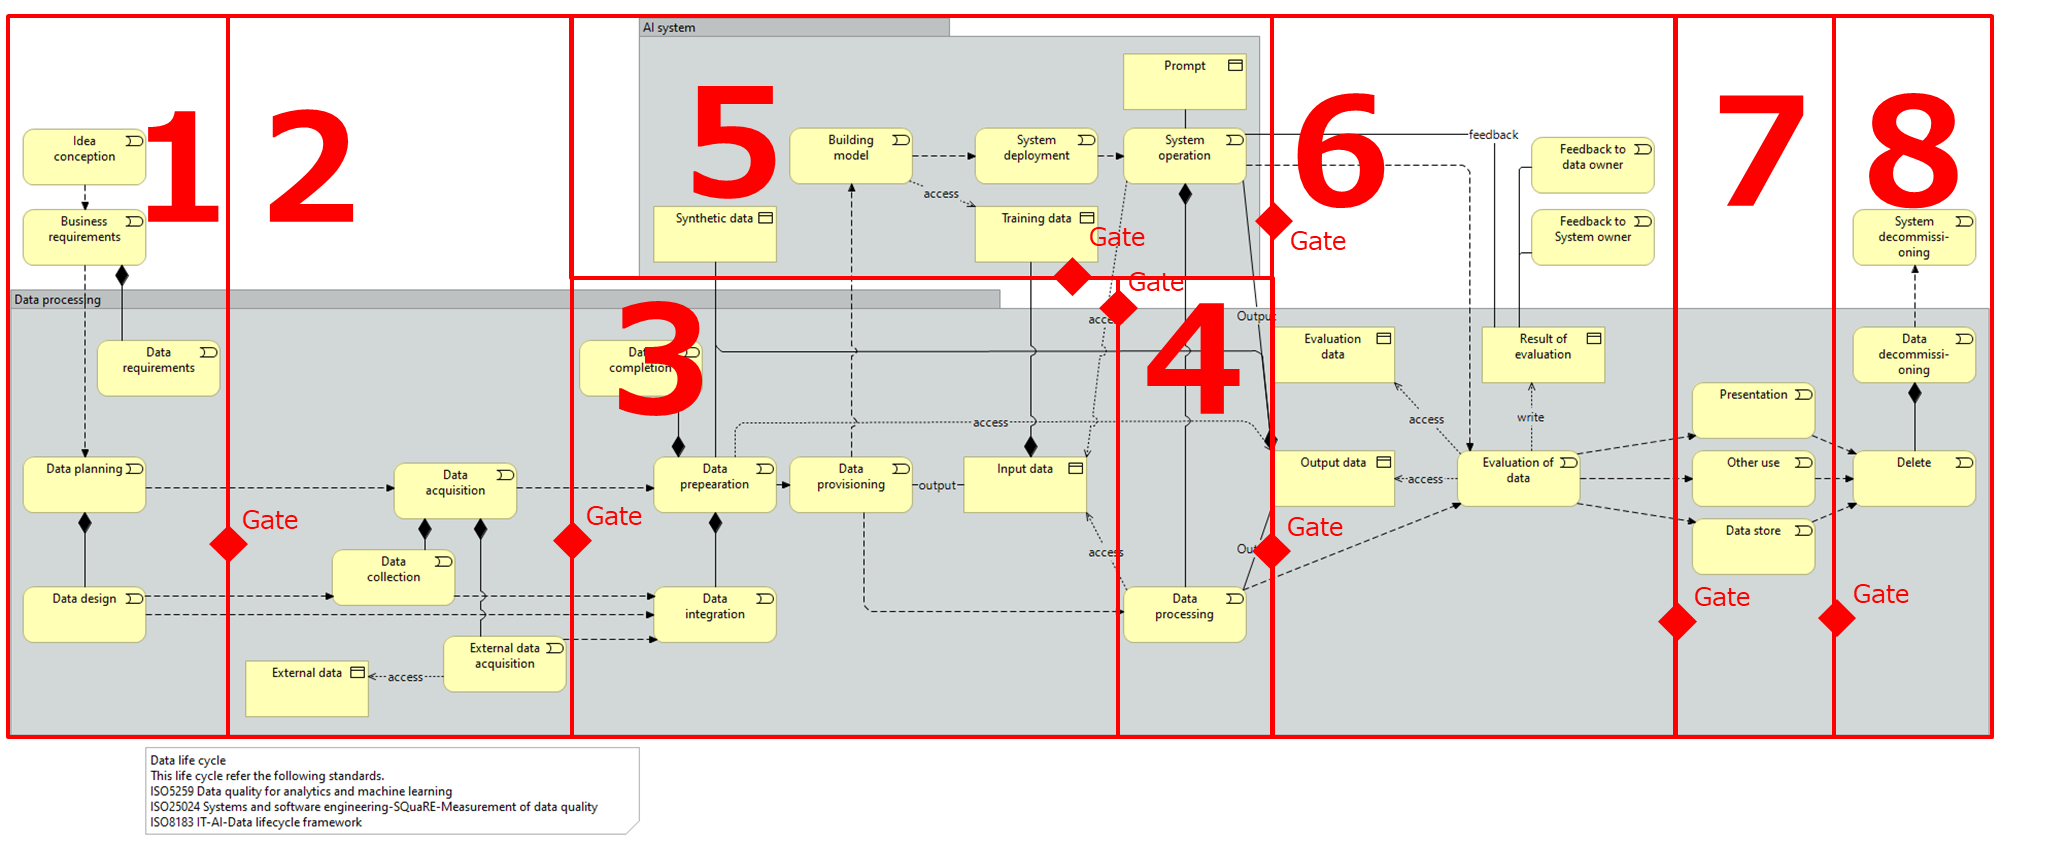 AI system
Prompt
1
2
5
6
7
8
Idea
conception
Building
model
System
deployment
System
operation
feedback
Feedback to
data owner
access
Business
requirements
Synthetic data
Training data
Gate
Gate
Feedback to
System owner
System
decommissi-
oning
Gate
Data processing
3
4
access
Output
Data
requirements
Data
completion
Evaluation
data
Result of
evaluation
Data
decommissi-
oning
Presentation
access
access
write
Data planning
Data
acquisition
Data
prepearation
Data
provisioning
output
Input data
Output data
access
Evaluation of
data
Other use
Delete
Gate
Gate
Gate
Data store
access
Data
collection
Data design
Data
integration
Data
processing
Gate
Gate
External data
acquisition
External data
access
Data life cycle
This life cycle refer the following standards.
ISO5259 Data quality for analytics and machine learning
ISO25024 Systems and software engineering-SQuaRE-Measurement of data quality
ISO8183 IT-AI-Data lifecycle framework